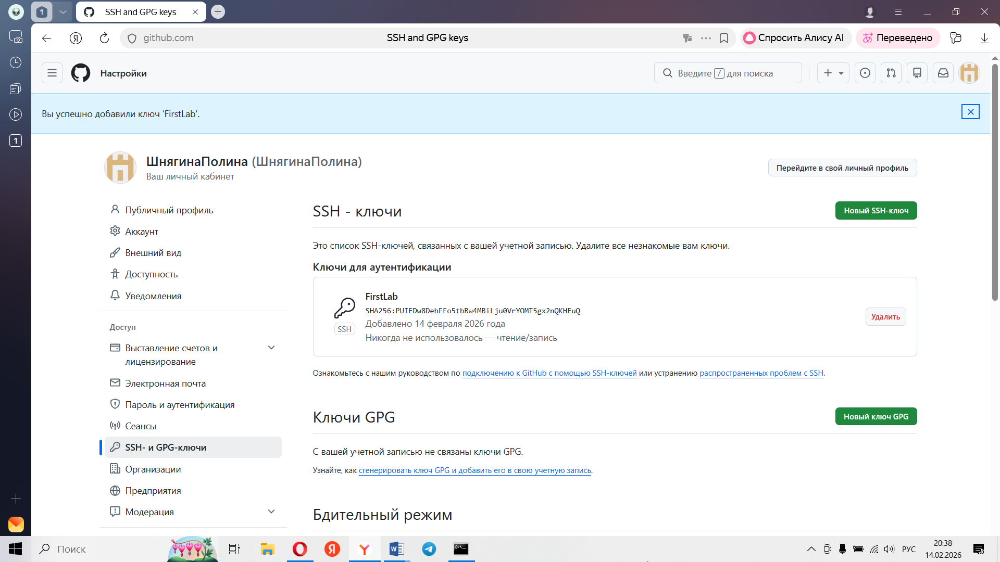 1
SSH and GPG keys
github.com
SSH and GPG keys
Спросить Алису AI
Переведено
1
Настройки
Введите / для поиска
Вы успешно добавили ключ 'FirstLab'.
ШнягинаПолина (ШнягинаПолина)
Ваш личный кабинет
Перейдите в свой личный профиль
Публичный профиль
Аккаунт
Внешний вид
Доступность
Уведомления
Доступ
Выставление счетов и
лицензирование
Электронная почта
Пароль и аутентификация
Сеансы
SSH- и GPG-ключи
Организации
Предприятия
Модерация
SSH - ключи
Новый SSH-ключ
Это список SSH-ключей, связанных с вашей учетной записью. Удалите все незнакомые вам ключи.
Ключи для аутентификации
FirstLab
SHA256:PUIEDw8DebFFo5tbRw4MBiLju0VrYOMT5gx2nQKHEuQ
SSH
Добавлено 14 февраля 2026 года
Никогда не использовалось — чтение/запись
Удалить
Ознакомьтесь с нашим руководством по подключению к GitHub с помощью SSH-ключей или устранению распространенных проблем с SSH.
Ключи GPG
Новый ключ GPG
С вашей учетной записью не связаны ключи GPG.
Узнайте, как сгенерировать ключ GPG и добавить его в свою учетную запись.
Бдительный режим
Поиск
РУС
20:38
14.02.2026